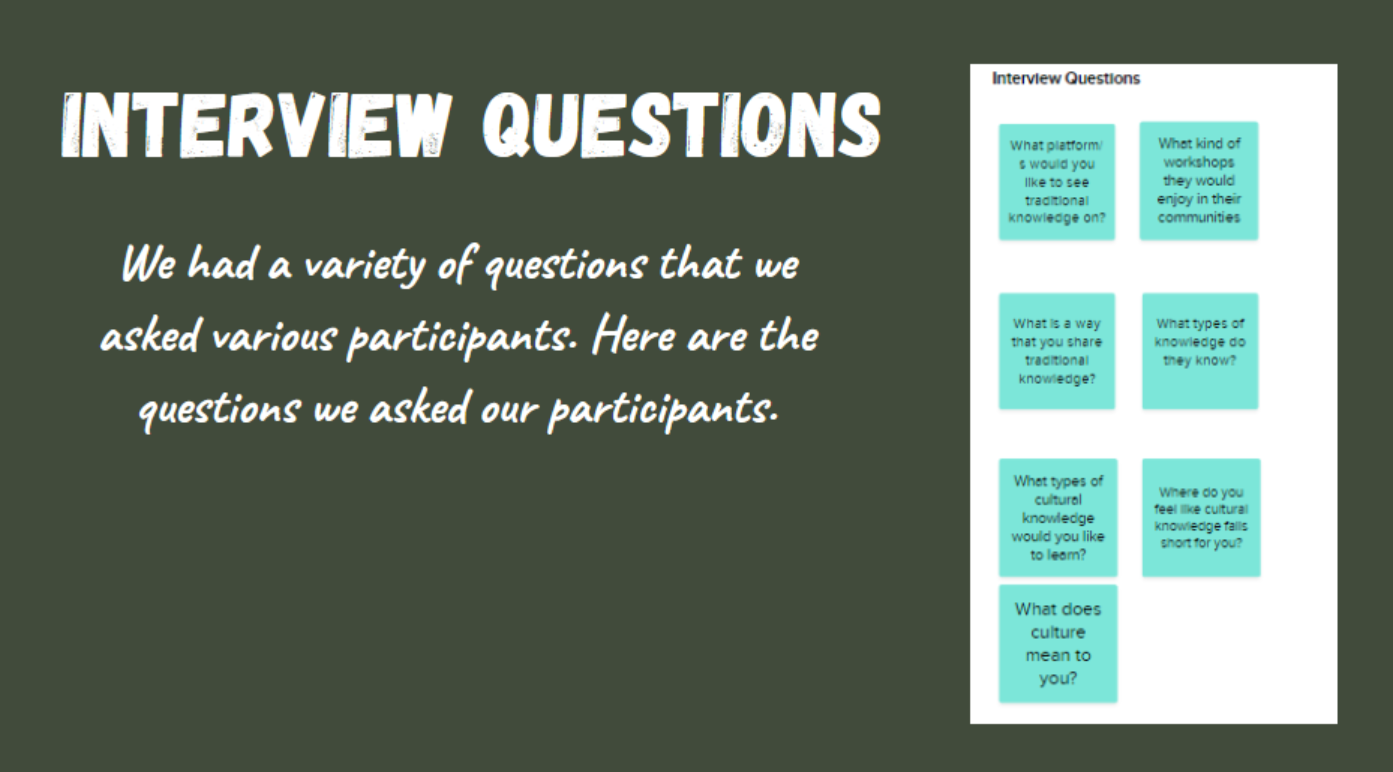 INTERVIEW QUESTIONS
We had a variety of questions that we
asked various participants. Here are the
questions we asked our participants.
Interview Questions
What platform/
s would you
like to see
traditional
knowledge on?
What kind of
workshops
they would
enjoy in their
communities
What is a way
that you share
traditional
knowledge?
What types of
knowledge do
they know?
What types of
cultural
knowledge
would you like
to learn?
Where do you
feel like cultural
knowledge falls
short for you?
What does
culture
mean to
you?